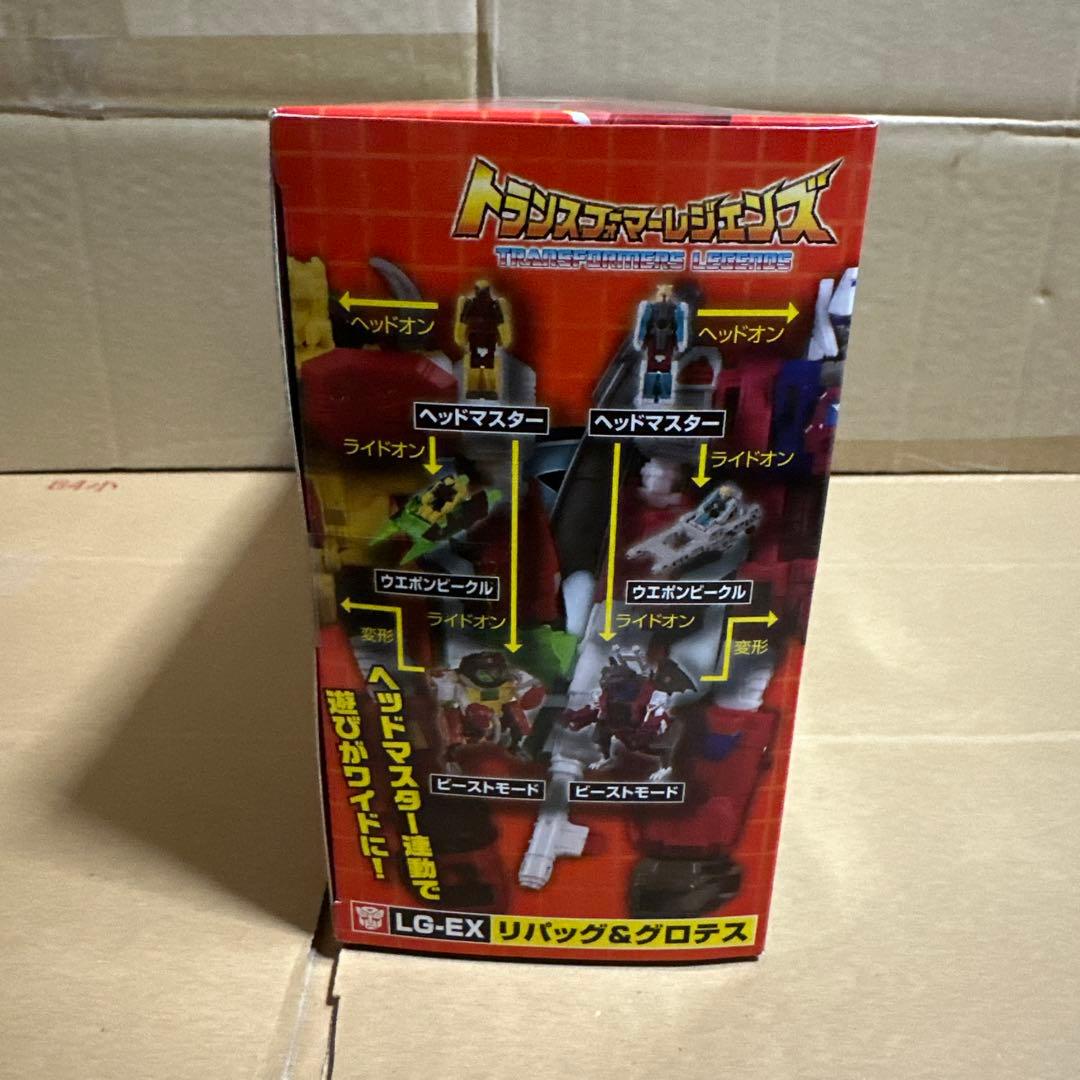 トランスフォーマーレジェンズ
TRANSFORMERS LEGENDS
ヘッドオン
ヘッドオン
ヘッドマスター
ヘッドマスター
ライドオン
ライドオン
ウエポンビークル
ウエポンビークル
変形
ライドオン
ライドオン
変形
ビーストモード
ビーストモード
ヘッドマスター連動で
遊びがワイドに!
LG-EX リパッグ&グロテス
B4小